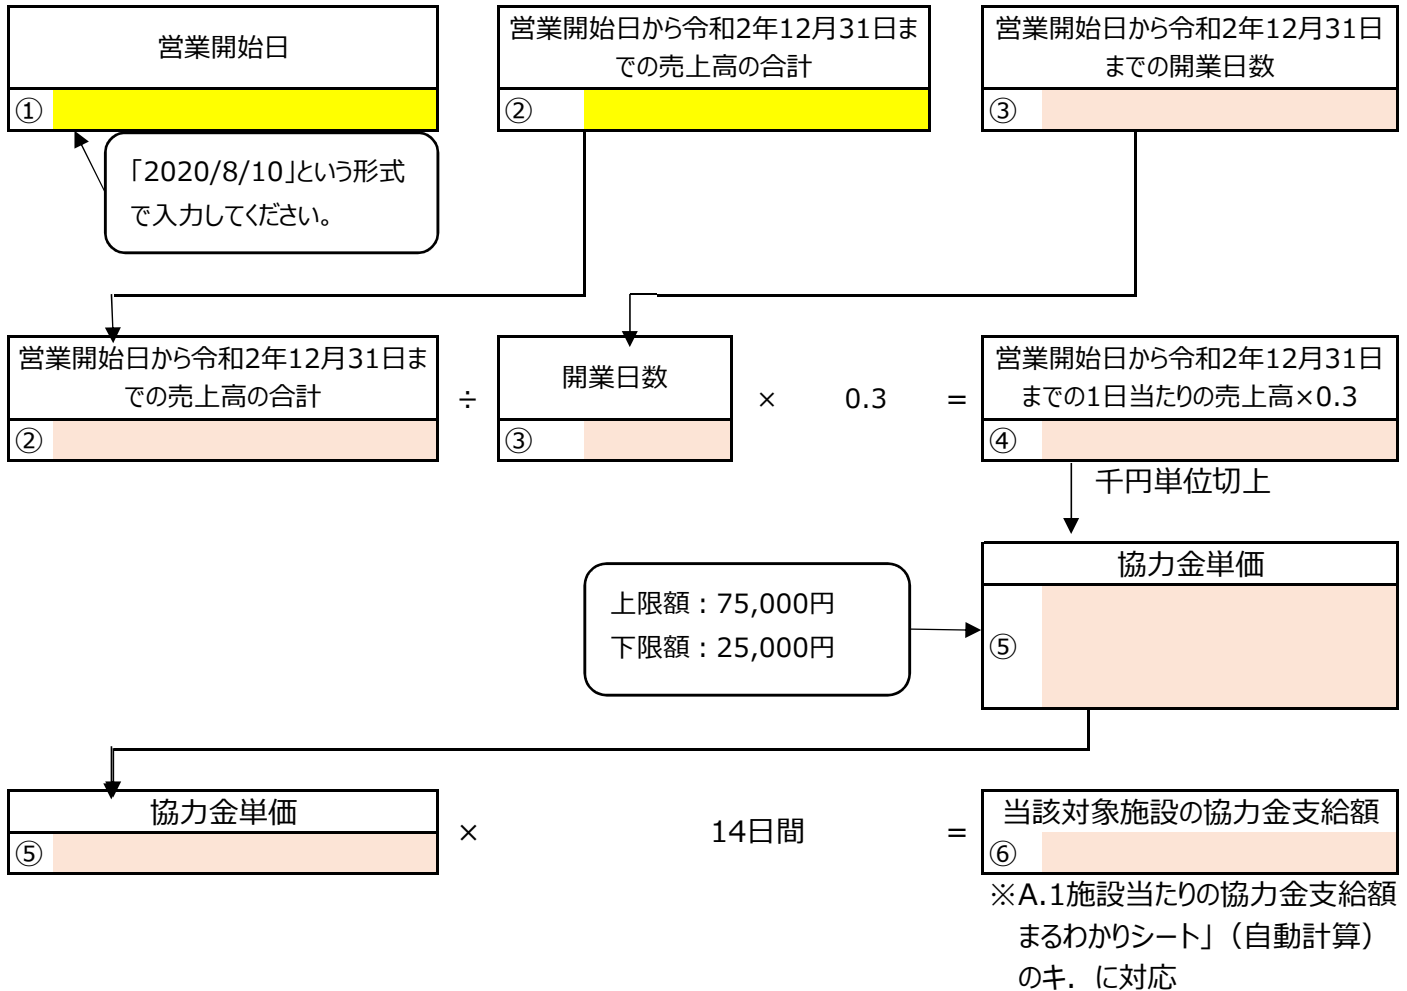 営業開始日
①
営業開始日から令和2年12月31日ま
での売上高の合計
②
営業開始日から令和2年12月31日
までの開業日数
③
「2020/8/10」という形式
で入力してください。
営業開始日から令和2年12月31日ま
での売上高の合計
②
÷
開業日数
③
× 0.3 =
営業開始日から令和2年12月31日
までの1日当たりの売上高×0.3
④
千円単位切上
上限額：75,000円
下限額：25,000円
協力金単価
⑤
協力金単価
⑤
× 14日間 =
当該対象施設の協力金支給額
⑥
※A.1施設当たりの協力金支給額
まるわかりシート」（自動計算）
のキ．に対応